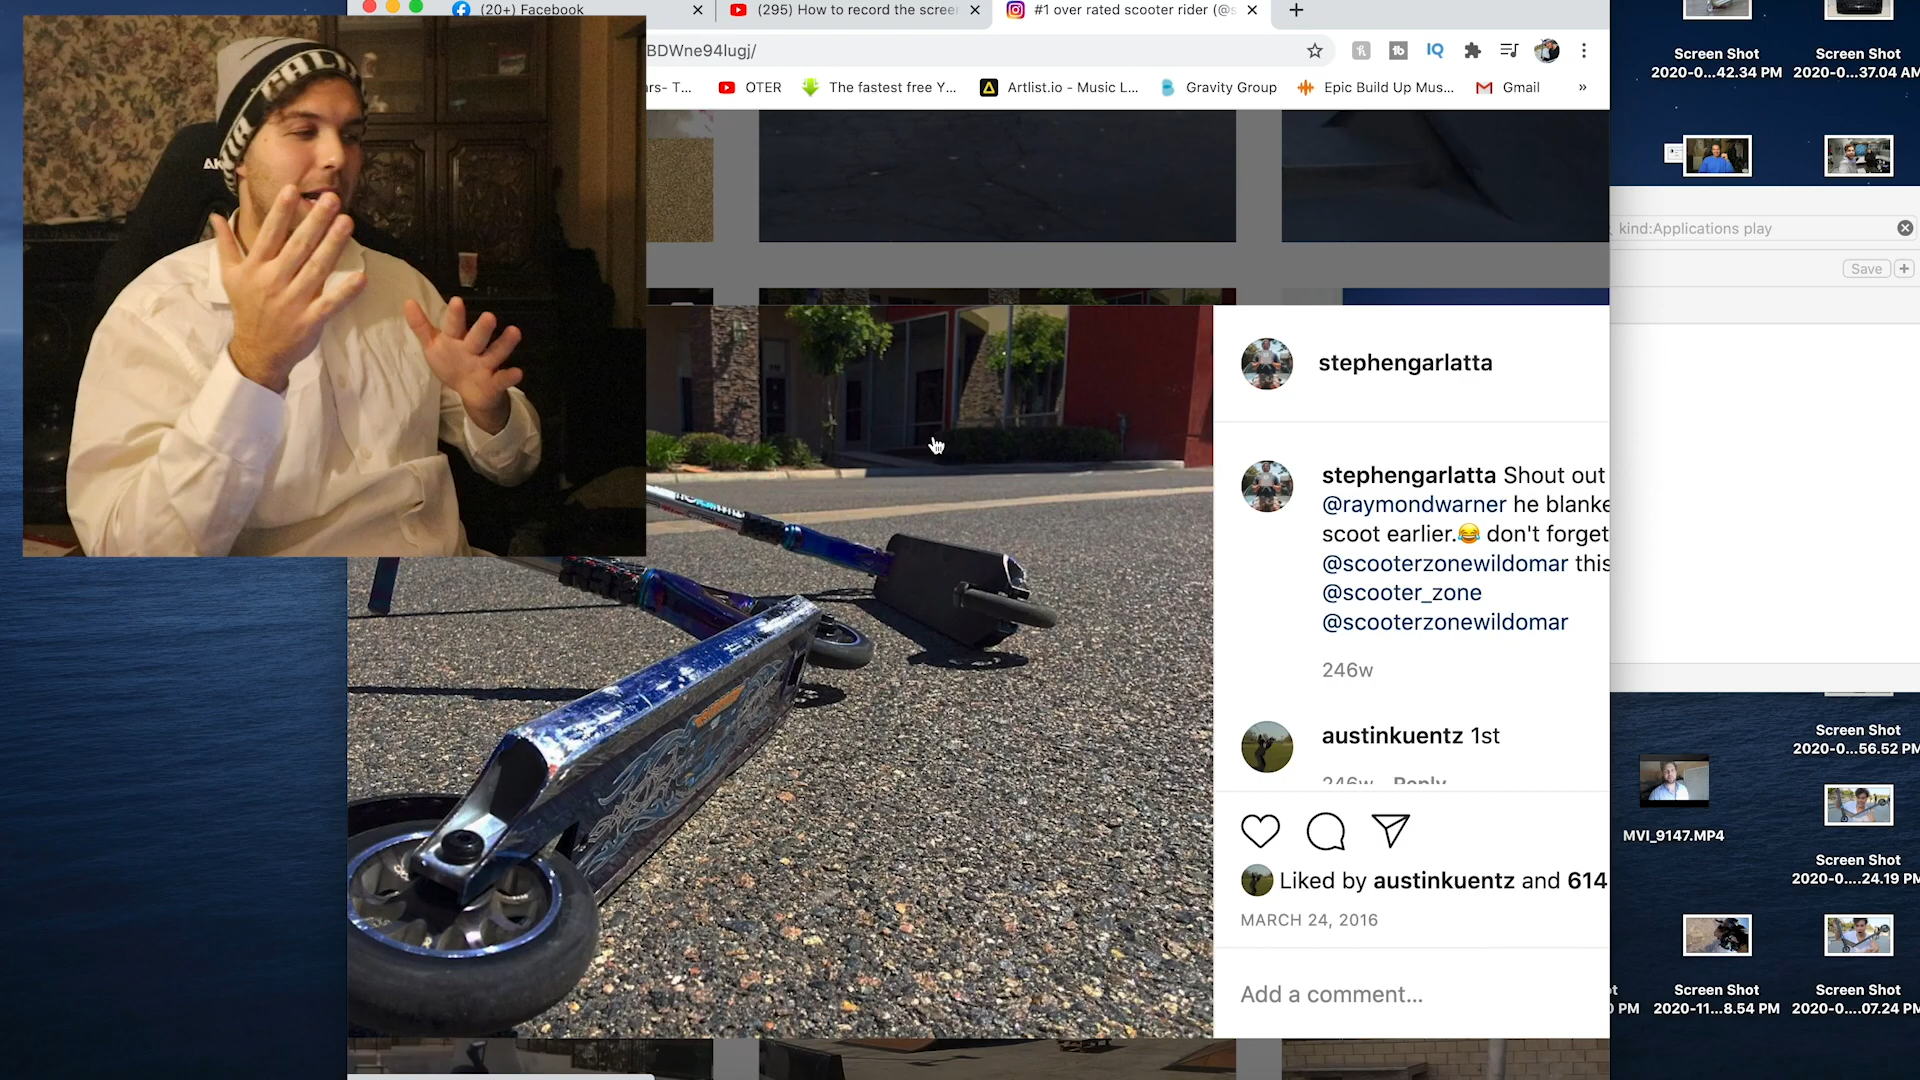 (20+) Facebook
(295) How to record the screen
#1 over rated scooter rider (@s
BDWne94lugj/
rs- T...
OTER
The fastest free Y...
Artlist.io - Music L...
Gravity Group
Epic Build Up Mus...
Gmail
»
Screen Shot
2020-0...42.34 PM
Screen Shot
2020-0...37.04 AM
kind:Applications play
Save
stephengarlatta
stephengarlatta Shout out
@raymondwarner he blanke
scoot earlier.😂 don't forget
@scooterzonewildomar this
@scooter_zone
@scooterzonewildomar
246w
austinkuentz 1st
246w Reply
Liked by austinkuentz and 614
MARCH 24, 2016
Add a comment...
Screen Shot
2020-0...56.52 PM
MVI_9147.MP4
Screen Shot
2020-0....24.19 PM
Screen Shot
2020-11...8.54 PM
Screen Shot
2020-0....07.24 PM